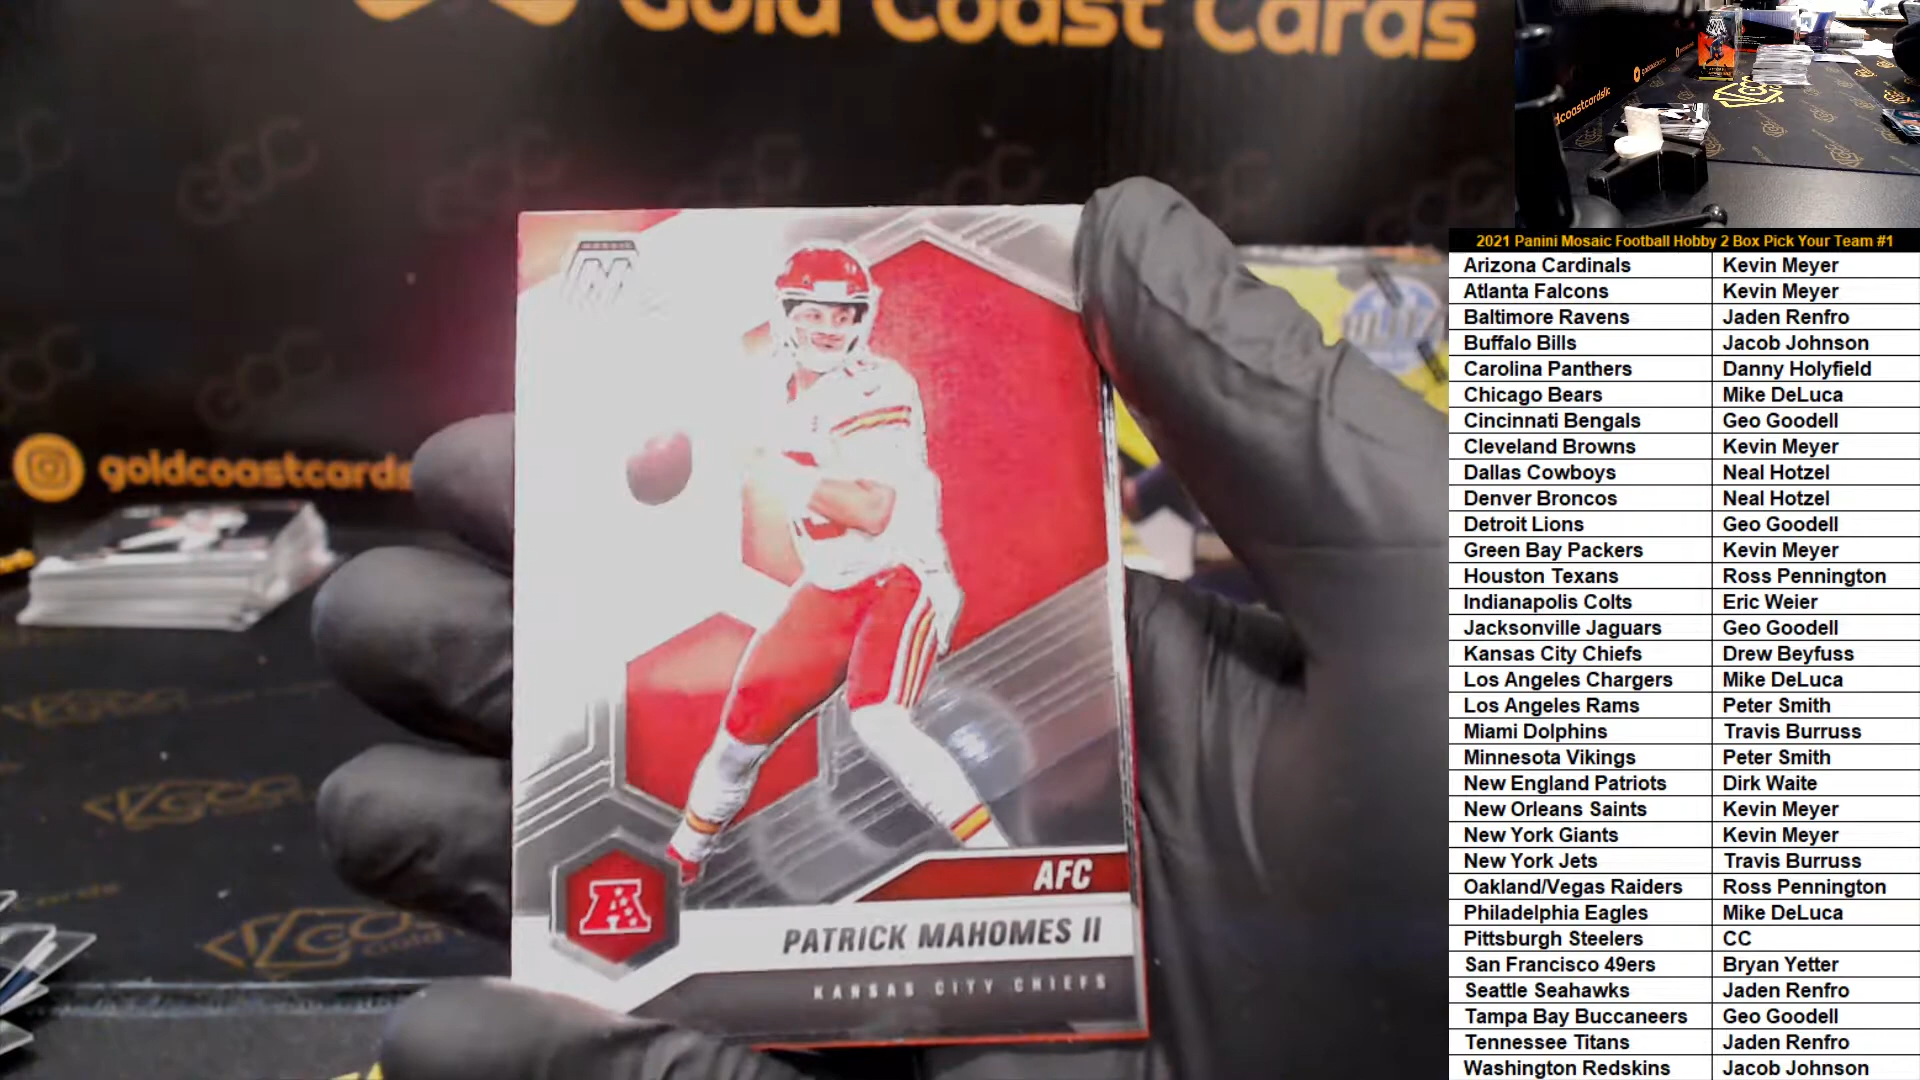 Gold Coast Cards
GCC
goldcoastcards
MOSAIC
M
AFC
PATRICK MAHOMES II
KANSAS CITY CHIEFS
GCC
dcoastcardsllc
2021 Panini Mosaic Football Hobby 2 Box Pick Your Team #1
Arizona Cardinals Kevin Meyer
Atlanta Falcons Kevin Meyer
Baltimore Ravens Jaden Renfro
Buffalo Bills Jacob Johnson
Carolina Panthers Danny Holyfield
Chicago Bears Mike DeLuca
Cincinnati Bengals Geo Goodell
Cleveland Browns Kevin Meyer
Dallas Cowboys Neal Hotzel
Denver Broncos Neal Hotzel
Detroit Lions Geo Goodell
Green Bay Packers Kevin Meyer
Houston Texans Ross Pennington
Indianapolis Colts Eric Weier
Jacksonville Jaguars Geo Goodell
Kansas City Chiefs Drew Beyfuss
Los Angeles Chargers Mike DeLuca
Los Angeles Rams Peter Smith
Miami Dolphins Travis Burruss
Minnesota Vikings Peter Smith
New England Patriots Dirk Waite
New Orleans Saints Kevin Meyer
New York Giants Kevin Meyer
New York Jets Travis Burruss
Oakland/Vegas Raiders Ross Pennington
Philadelphia Eagles Mike DeLuca
Pittsburgh Steelers CC
San Francisco 49ers Bryan Yetter
Seattle Seahawks Jaden Renfro
Tampa Bay Buccaneers Geo Goodell
Tennessee Titans Jaden Renfro
Washington Redskins Jacob Johnson